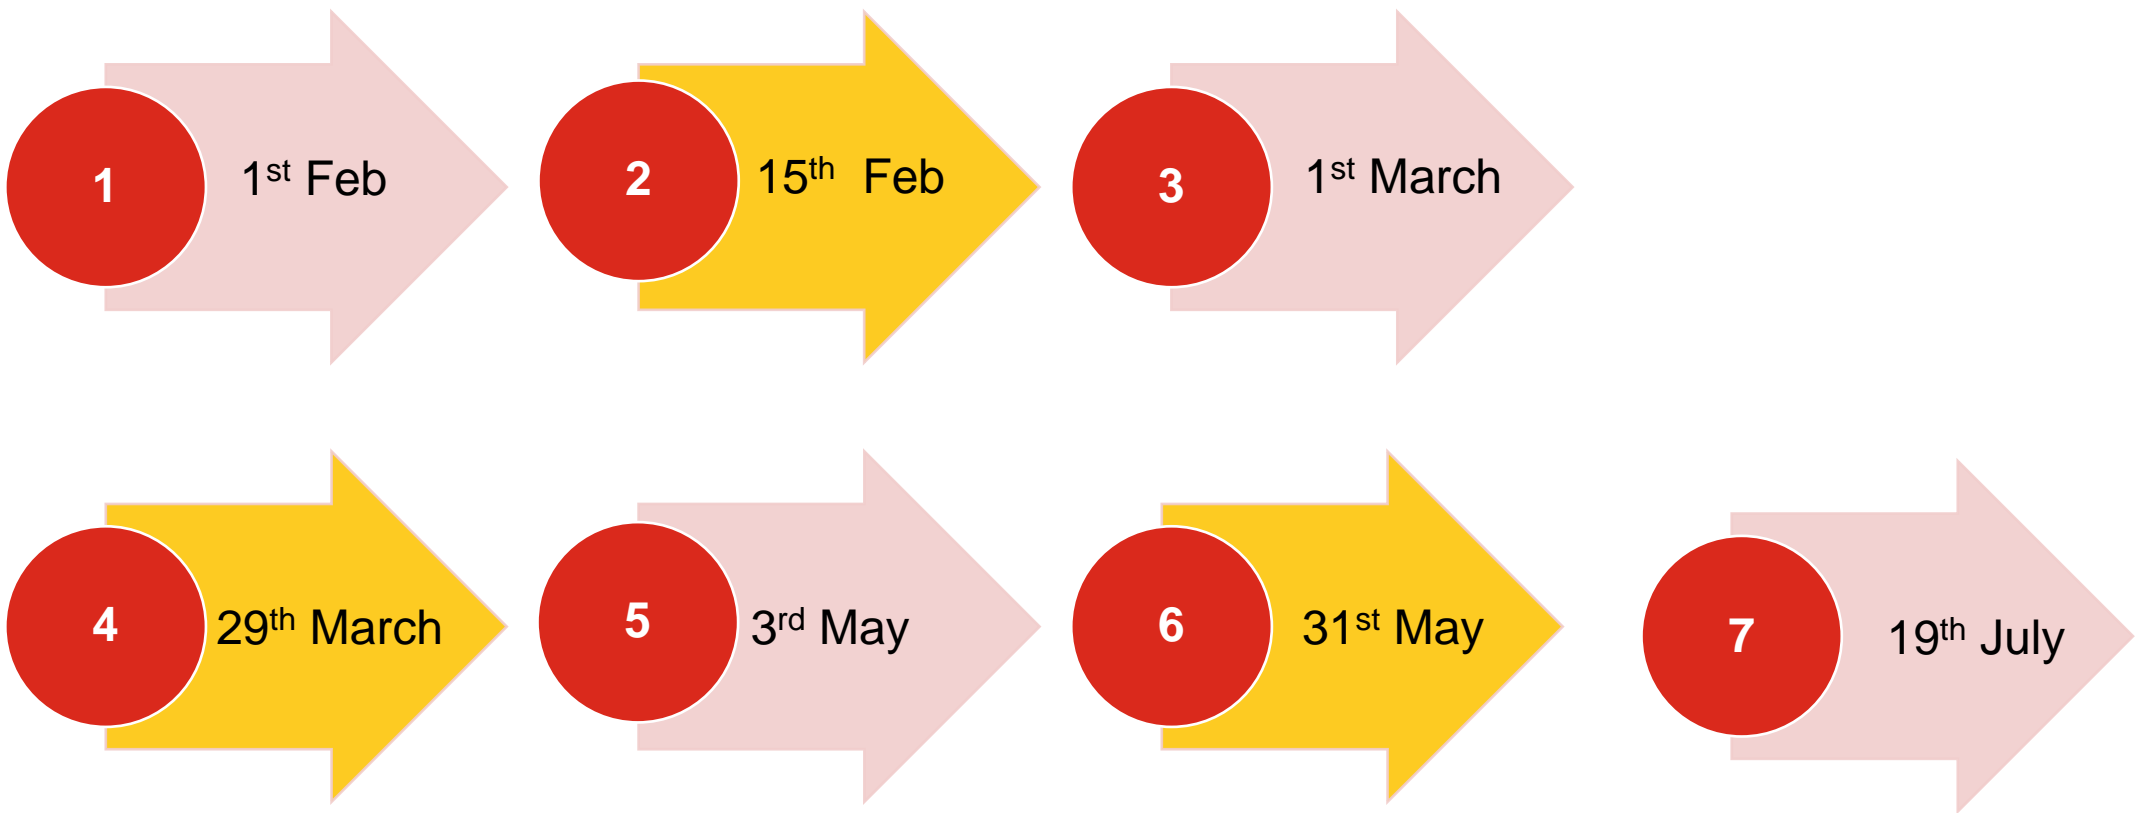 1
1st Feb
2
15th  Feb
3
1st March
4
29th March
5
3rd May
6
31st May
7
19th July